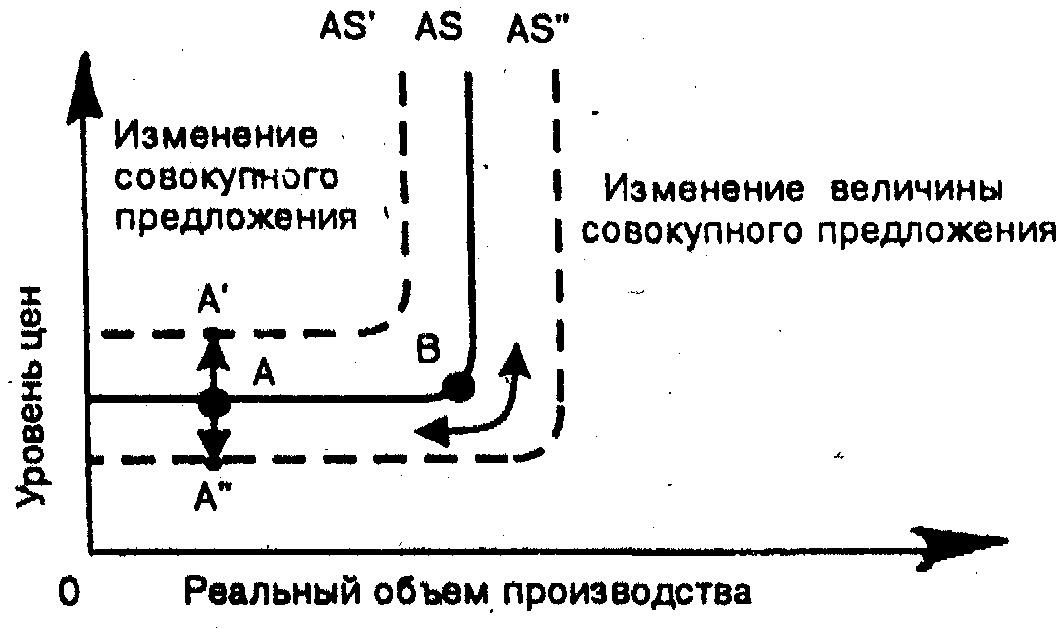 AS' AS AS"
Изменение
совокупного
предложения
Изменение величины
совокупного предложения
A'
A
B
A"
Уровень цен
0 Реальный объем производства